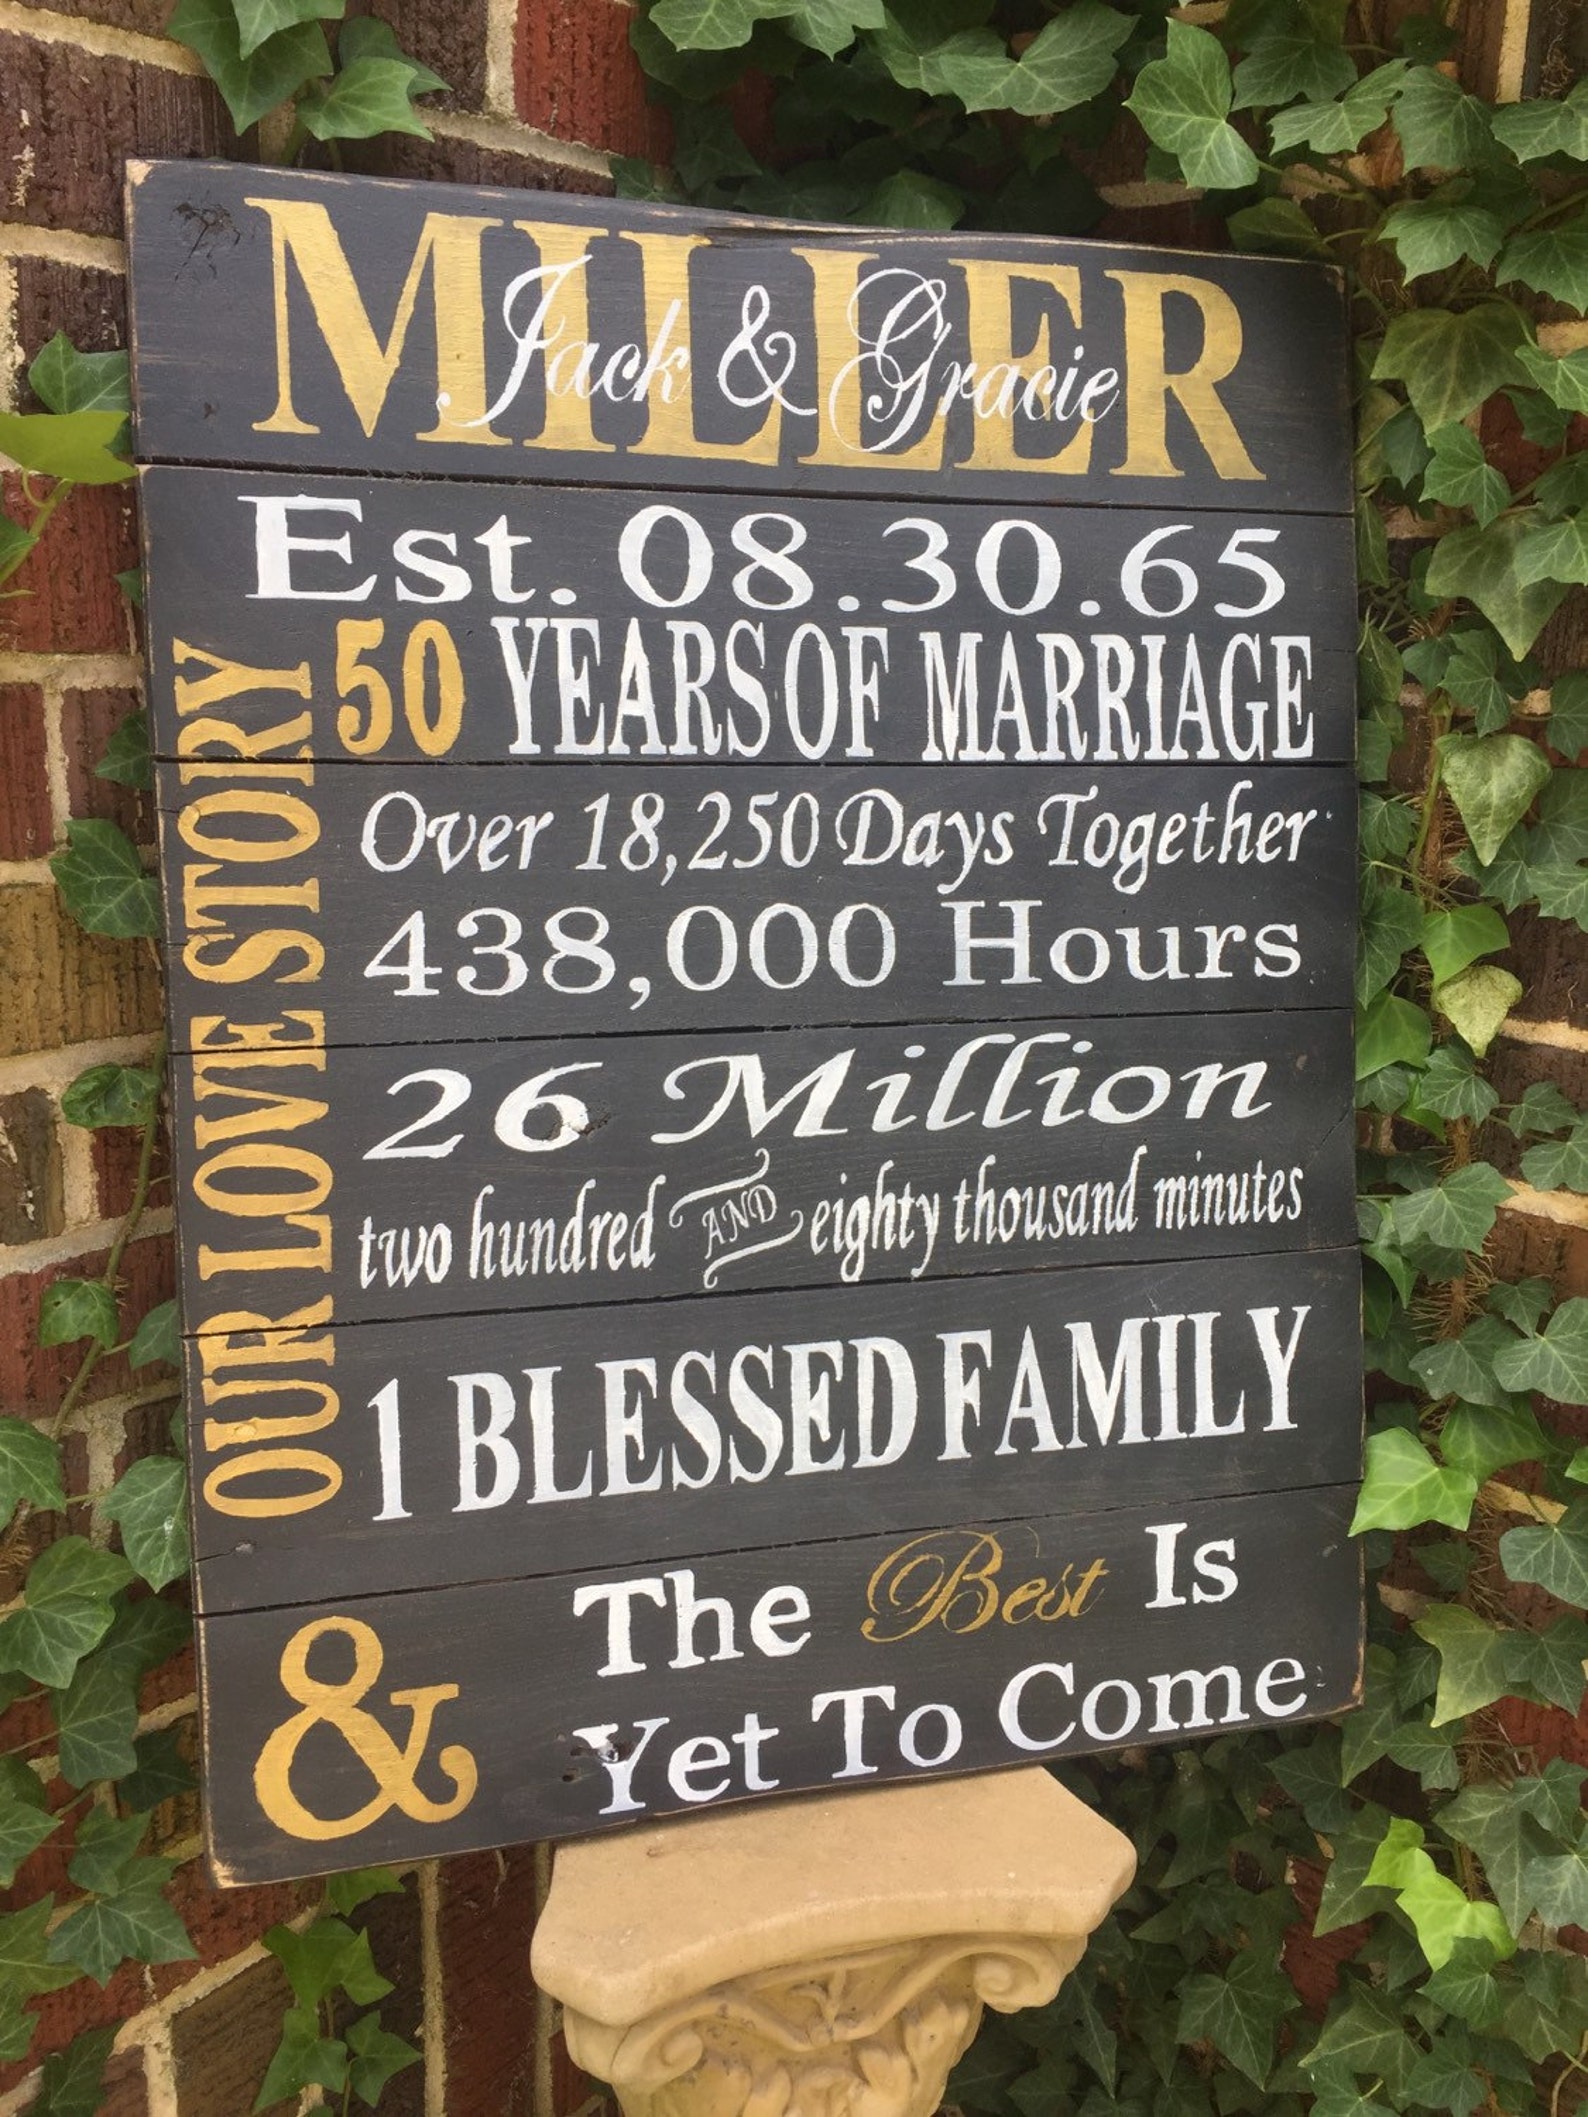 MILLER
Jack & Gracie
Est. 08.30.65
50 YEARS OF MARRIAGE
OUR LOVE STORY
Over 18,250 Days Together
438,000 Hours
26 Million
two hundred AND eighty thousand minutes
1 BLESSED FAMILY
& The Best Is
Yet To Come